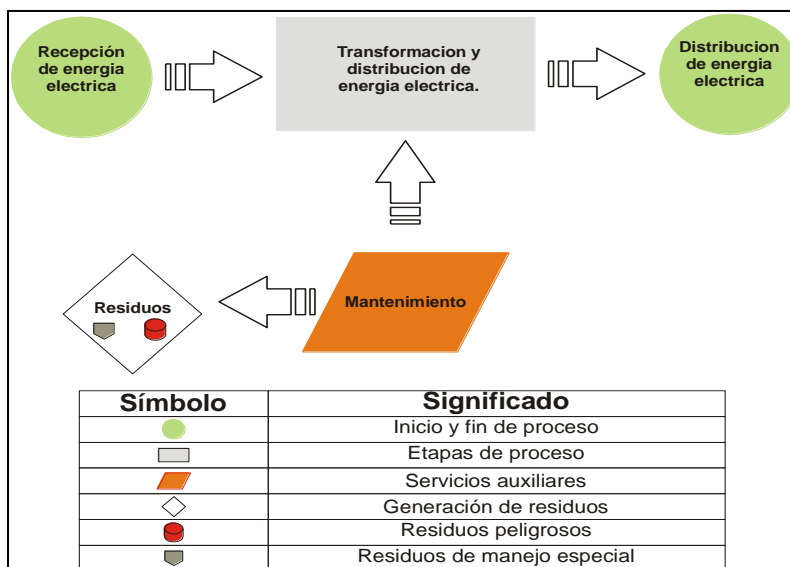 Recepción
de energia
electrica
Transformacion y
distribucion de
energia electrica.
Distribucion
de energia
electrica
Mantenimiento
Residuos
Símbolo Significado
Inicio y fin de proceso
Etapas de proceso
Servicios auxiliares
Generación de residuos
Residuos peligrosos
Residuos de manejo especial